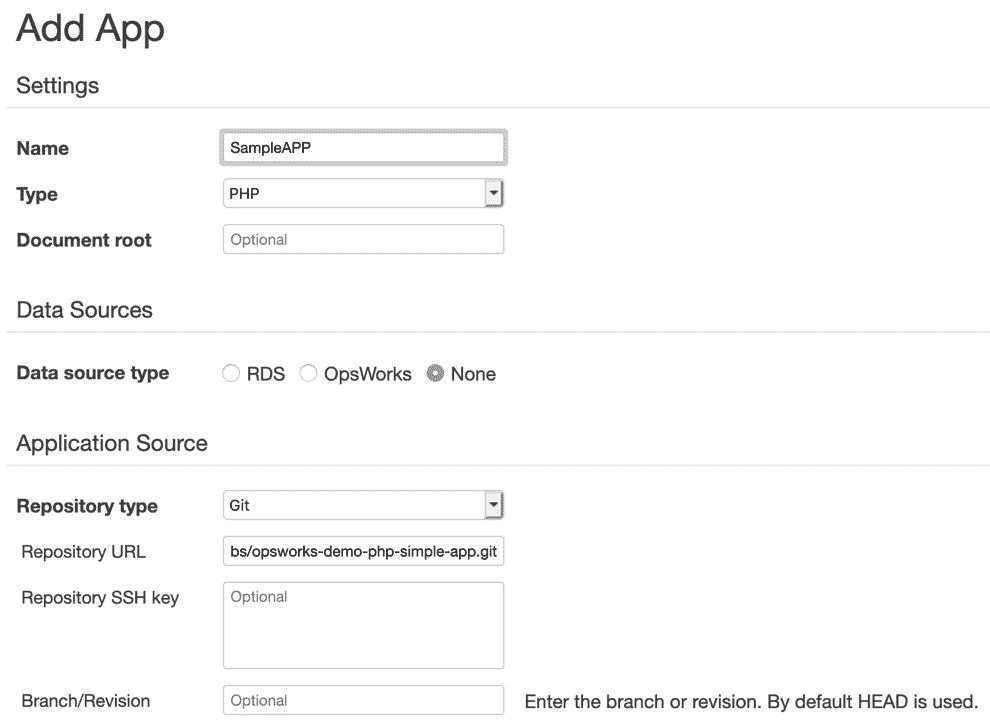 Add App
Settings
Name SampleAPP
Type PHP
Document root Optional
Data Sources
Data source type RDS OpsWorks None
Application Source
Repository type Git
Repository URL bs/opsworks-demo-php-simple-app.git
Repository SSH key Optional
Branch/Revision Optional Enter the branch or revision. By default HEAD is used.